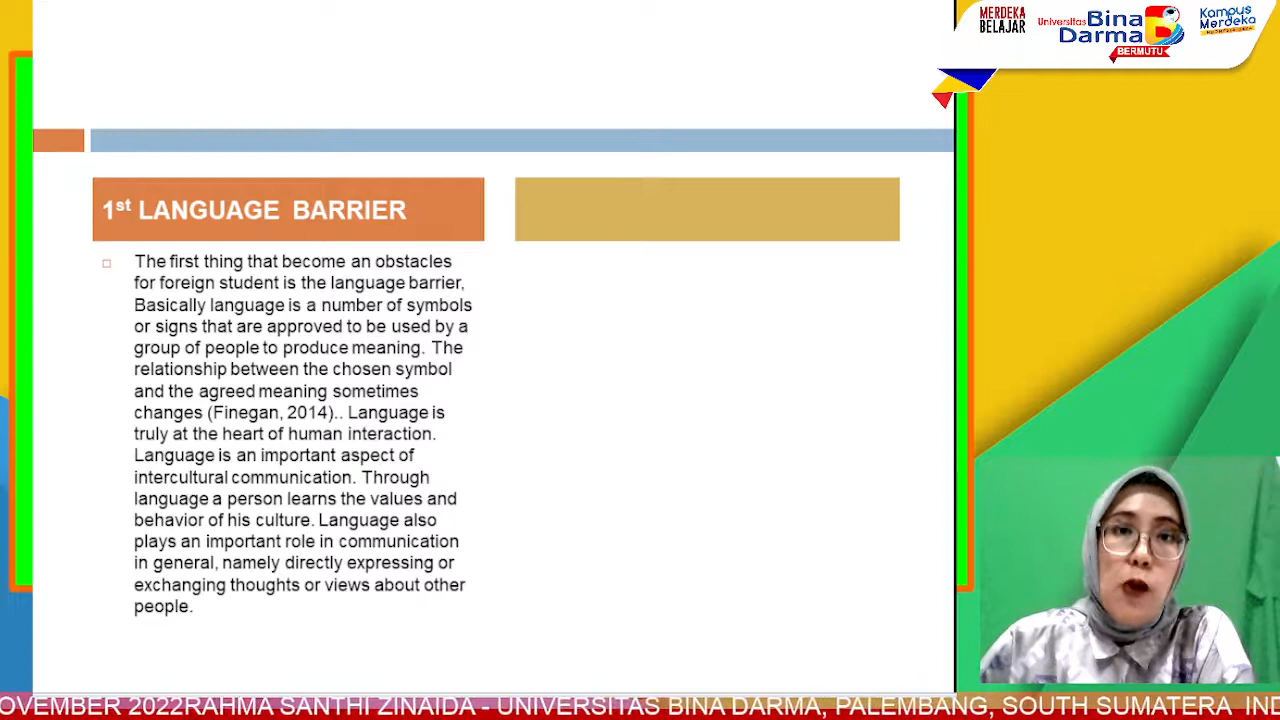 MERDEKA
BELAJAR
Universitas Bina
Darma
BERMUTU
Kampus
Merdeka
1st LANGUAGE BARRIER
The first thing that become an obstacles
for foreign student is the language barrier,
Basically language is a number of symbols
or signs that are approved to be used by a
group of people to produce meaning. The
relationship between the chosen symbol
and the agreed meaning sometimes
changes (Finegan, 2014).. Language is
truly at the heart of human interaction.
Language is an important aspect of
intercultural communication. Through
language a person learns the values and
behavior of his culture. Language also
plays an important role in communication
in general, namely directly expressing or
exchanging thoughts or views about other
people.
OVEMBER 2022RAHMA SANTHI ZINAIDA - UNIVERSITAS BINA DARMA, PALEMBANG, SOUTH SUMATERA IND